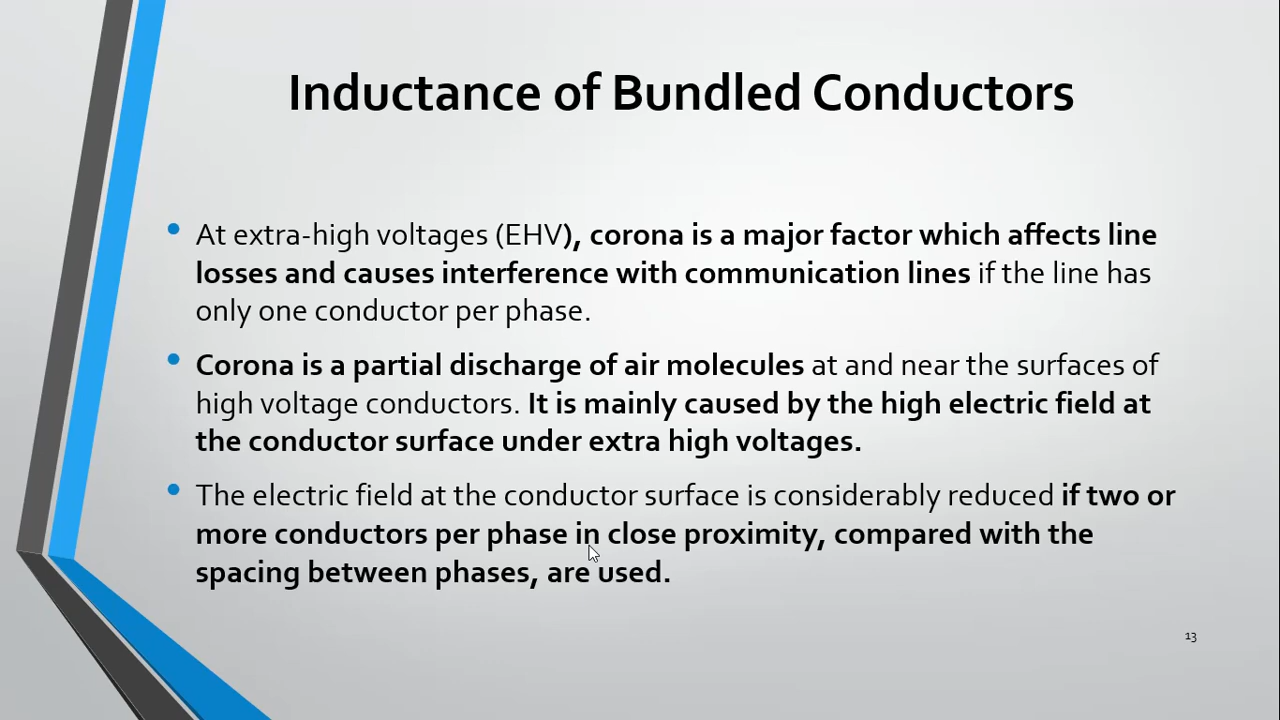 Inductance of Bundled Conductors
• At extra-high voltages (EHV), corona is a major factor which affects line
losses and causes interference with communication lines if the line has
only one conductor per phase.
• Corona is a partial discharge of air molecules at and near the surfaces of
high voltage conductors. It is mainly caused by the high electric field at
the conductor surface under extra high voltages.
• The electric field at the conductor surface is considerably reduced if two or
more conductors per phase in close proximity, compared with the
spacing between phases, are used.
13